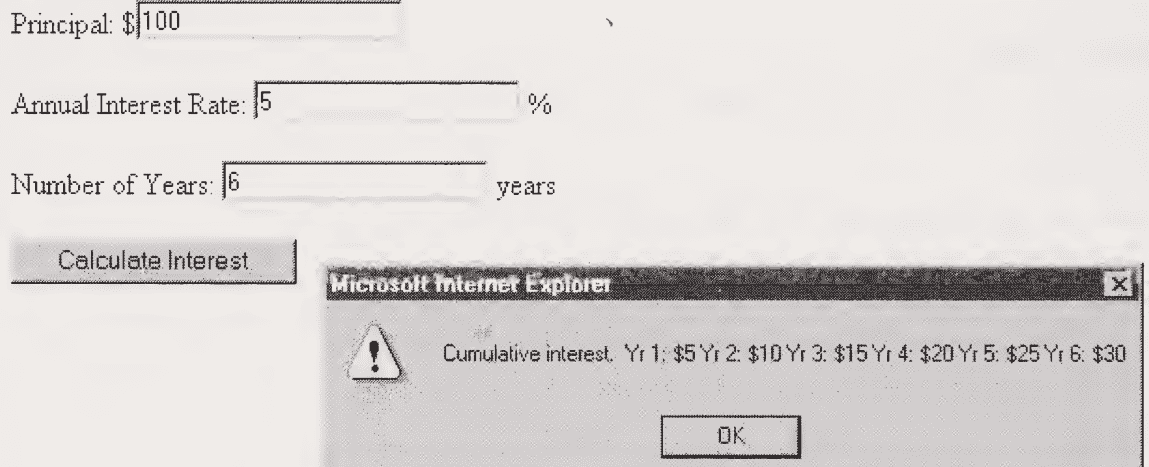 Principal: $100
Annual Interest Rate: 5 %
Number of Years: 6 years
Calculate Interest
Microsoft Internet Explorer
Cumulative interest. Yr 1: $5 Yr 2: $10 Yr 3: $15 Yr 4: $20 Yr 5: $25 Yr 6: $30
OK